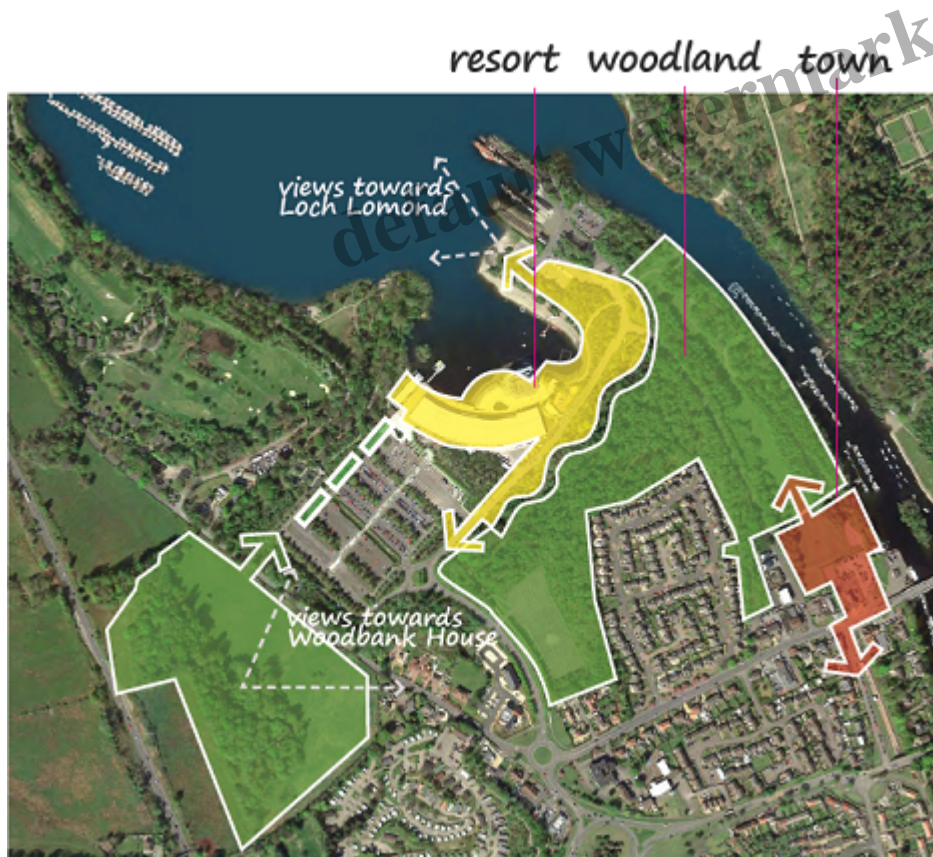 resort woodland town
default watermark
views towards
Loch Lomond
views towards
Woodbank House